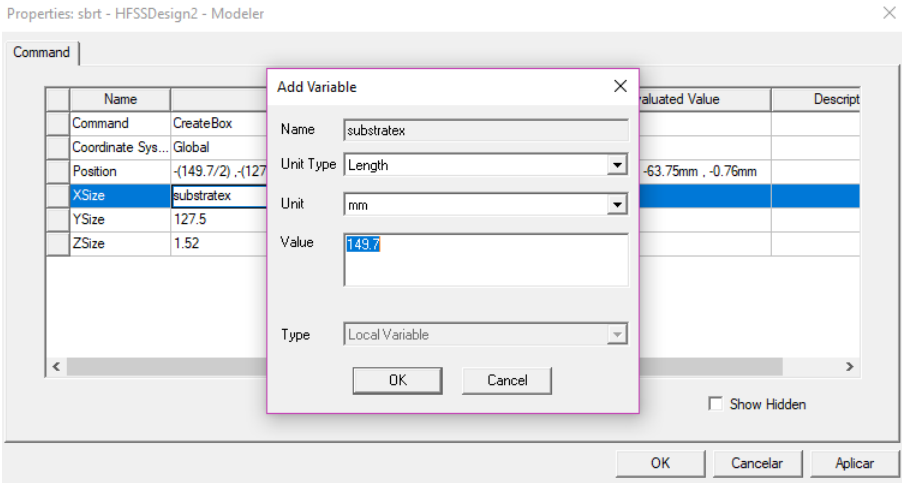 Properties: sbrt - HFSSDesign2 - Modeler
Command
Name
Command CreateBox
Coordinate Sys... Global
Position -(149.7/2) ,-(127 -63.75mm , -0.76mm
XSize substratex
YSize 127.5
ZSize 1.52
aluated Value Descript
Add Variable
Name substratex
Unit Type Length
Unit mm
Value 149.7
Type Local Variable
OK Cancel
Show Hidden
OK Cancelar Aplicar